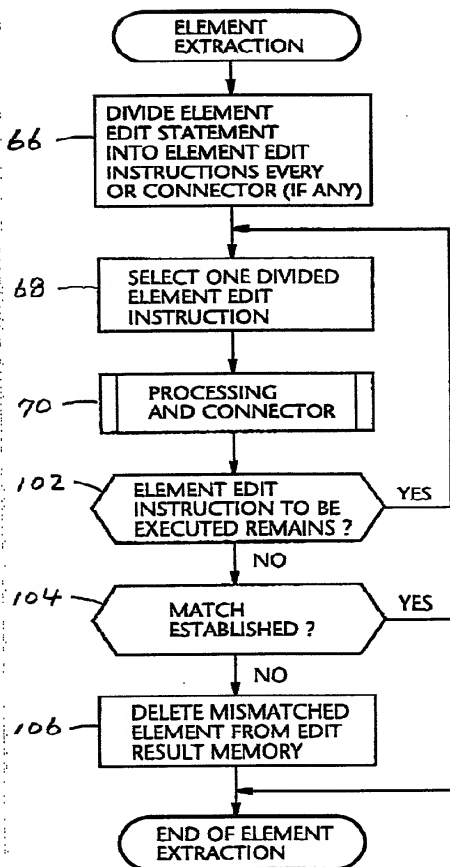 ELEMENT
EXTRACTION
66
DIVIDE ELEMENT
EDIT STATEMENT
INTO ELEMENT EDIT
INSTRUCTIONS EVERY
OR CONNECTOR (IF ANY)
68
SELECT ONE DIVIDED
ELEMENT EDIT
INSTRUCTION
70
PROCESSING
AND CONNECTOR
102
ELEMENT EDIT
INSTRUCTION TO BE
EXECUTED REMAINS ?
YES
NO
104
MATCH
ESTABLISHED ?
YES
NO
106
DELETE MISMATCHED
ELEMENT FROM EDIT
RESULT MEMORY
END OF ELEMENT
EXTRACTION